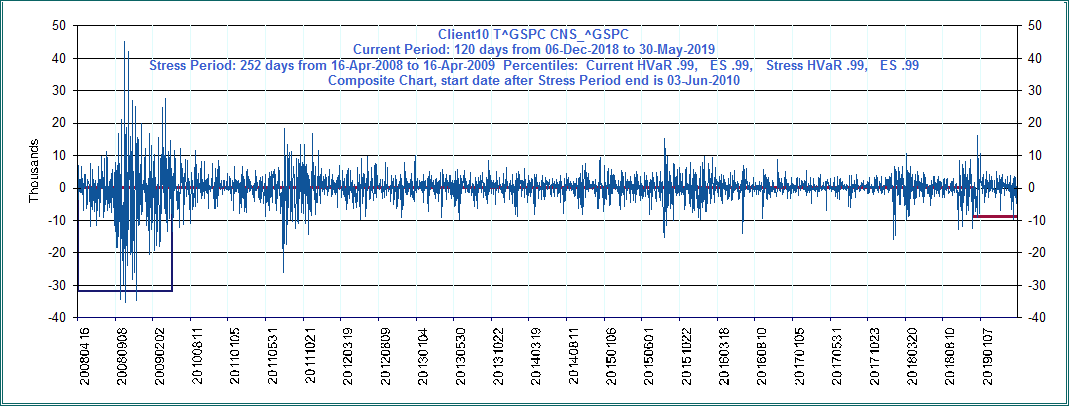 Client10 T^GSPC CNS_^GSPC
Current Period: 120 days from 06-Dec-2018 to 30-May-2019
Stress Period: 252 days from 16-Apr-2008 to 16-Apr-2009 Percentiles: Current HVaR .99, ES .99, Stress HVaR .99, ES .99
Composite Chart, start date after Stress Period end is 03-Jun-2010
Thousands
50 50
40 40
30 30
20 20
10 10
0 0
-10 -10
-20 -20
-30 -30
-40 -40
20080416 20080908 20090202 20100811 20110105 20110531 20111021 20120319 20120809 20130104 20130530 20131022 20140319 20140811 20150106 20150601 20151022 20160318 20160810 20170105 20170531 20171023 20180320 20180810 20190107